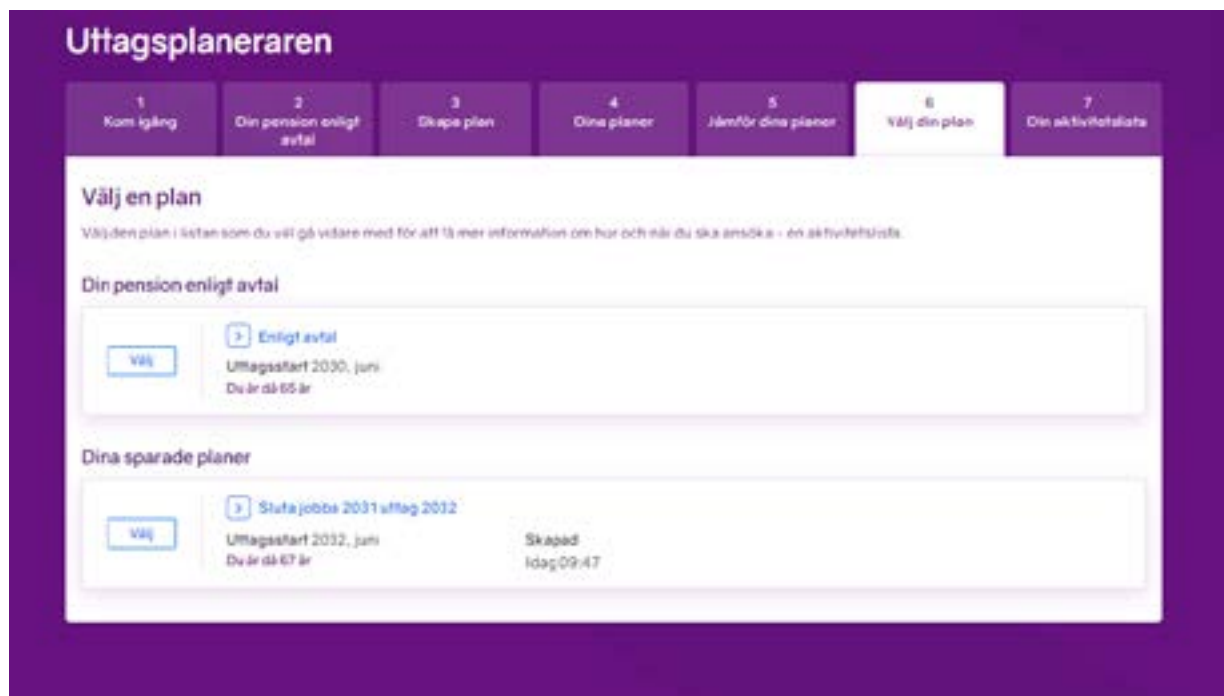 Uttagsplaneraren
1
Kom igång
2
Din pension enligt
avtal
3
Skapa plan
4
Dina planer
5
Jämför dina planer
6
Välj din plan
7
Din aktivitetslista
Välj en plan
Välj den plan i listan som du vill gå vidare med för att få mer information om hur och när du ska ansöka - en aktivitetslista.
Din pension enligt avtal
Välj
Enligt avtal
Uttagsstart 2030, juni
Du är då 65 år
Dina sparade planer
Välj
Sluta jobba 2031 uttag 2032
Uttagsstart 2032, juni
Du är då 67 år
Skapad
Idag 09:47